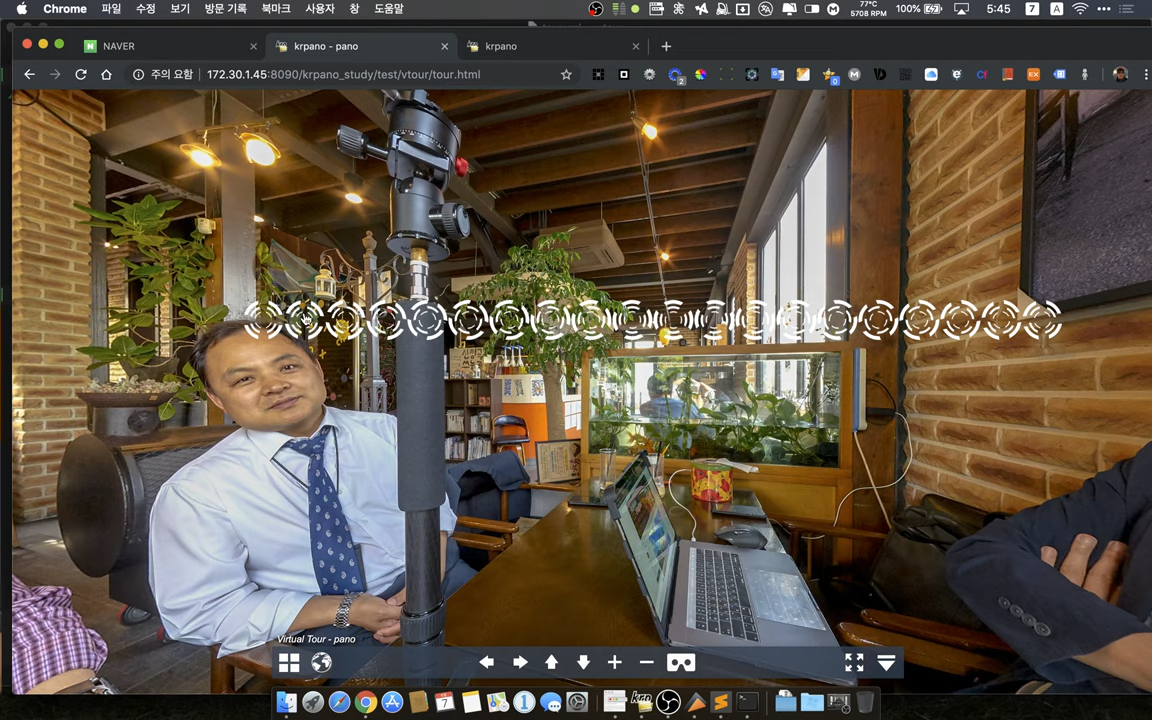 Chrome 파일 수정 보기 방문 기록 북마크 사용자 창 도움말 77°C 5708 RPM 100% 5:45 7 A
NAVER krpano - pano krpano
주의 요함 172.30.1.45:8090/krpano_study/test/vtour/tour.html
Virtual Tour - pano